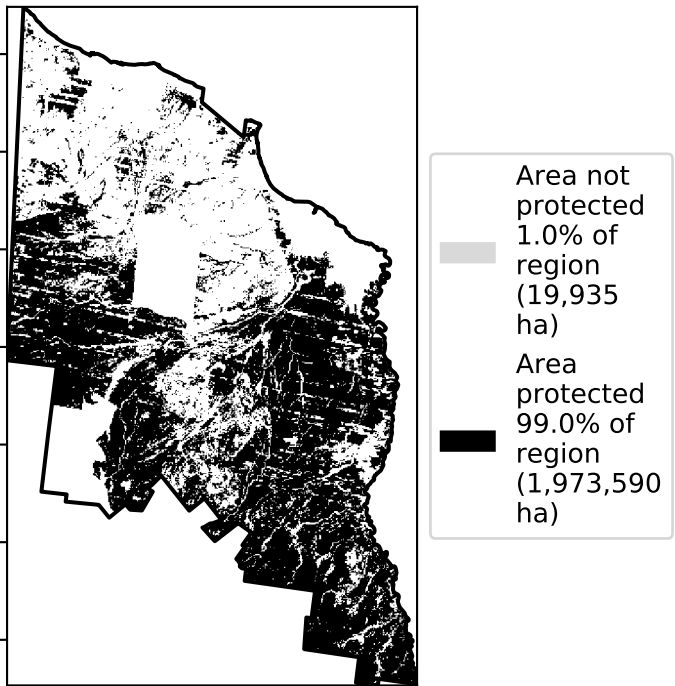 Area not
protected
1.0% of
region
(19,935
ha)
Area
protected
99.0% of
region
(1,973,590
ha)